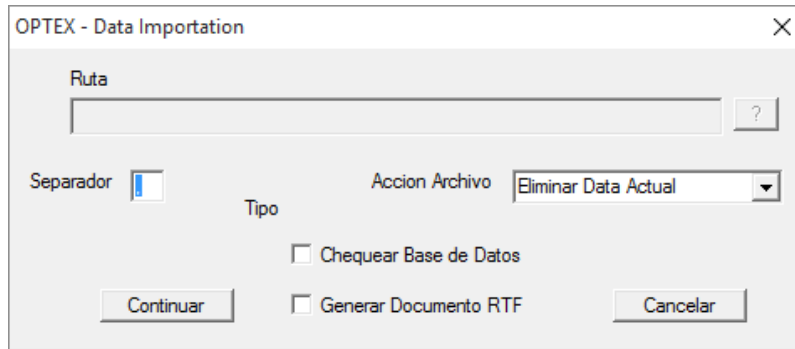 OPTEX - Data Importation
Ruta
?
Separador . Accion Archivo Eliminar Data Actual
Tipo
Chequear Base de Datos
Continuar Generar Documento RTF Cancelar